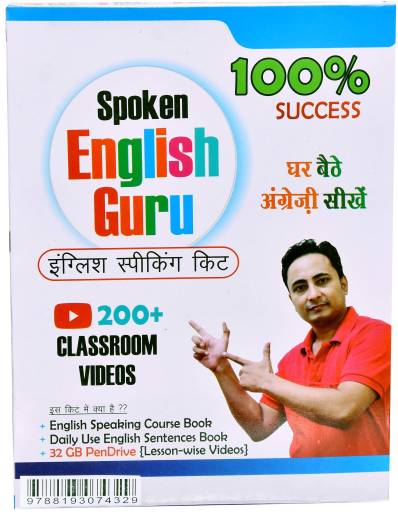 100%
SUCCESS
Spoken
English
Guru
इंग्लिश स्पीकिंग किट
घर बैठे
अंग्रेज़ी सीखें
200+
CLASSROOM
VIDEOS
इस किट में क्या है ??
+ English Speaking Course Book
+ Daily Use English Sentences Book
+ 32 GB PenDrive {Lesson-wise Videos}
9788193074329